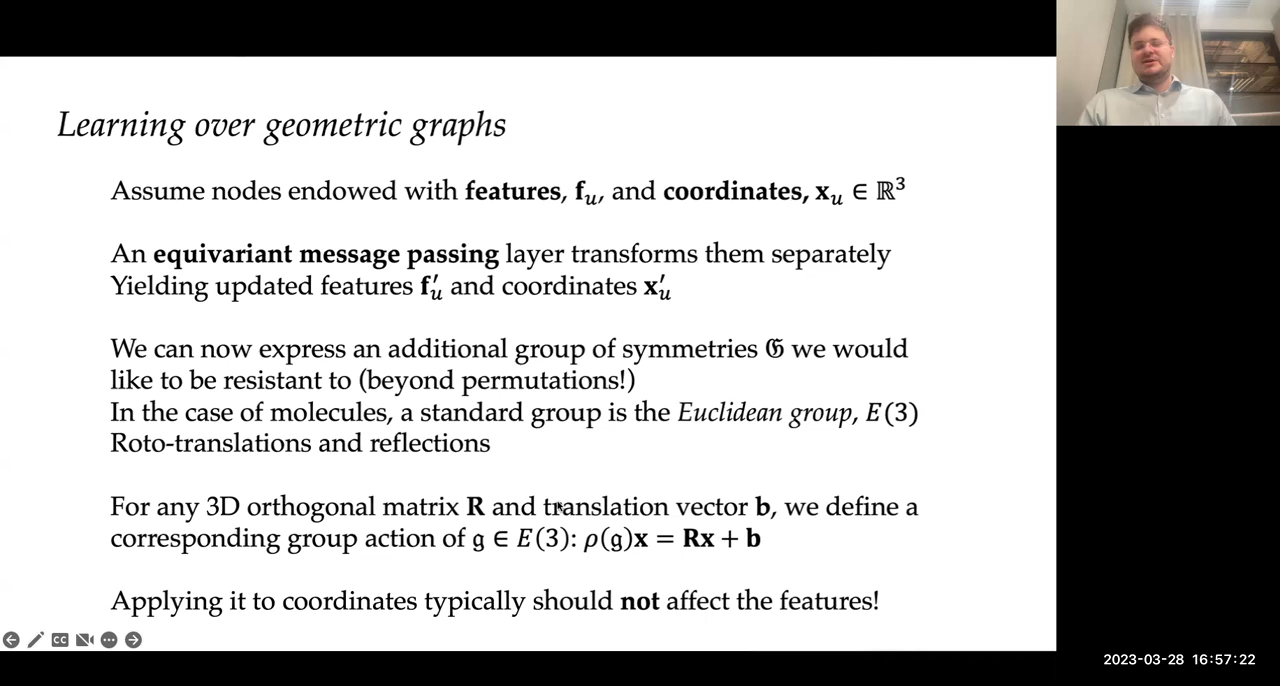 Learning over geometric graphs
Assume nodes endowed with features, f_u, and coordinates, x_u ∈ ℝ³
An equivariant message passing layer transforms them separately
Yielding updated features f′_u and coordinates x′_u
We can now express an additional group of symmetries 𝔊 we would
like to be resistant to (beyond permutations!)
In the case of molecules, a standard group is the Euclidean group, E(3)
Roto-translations and reflections
For any 3D orthogonal matrix R and translation vector b, we define a
corresponding group action of 𝔤 ∈ E(3): ρ(𝔤)x = Rx + b
Applying it to coordinates typically should not affect the features!
CC
2023-03-28 16:57:22